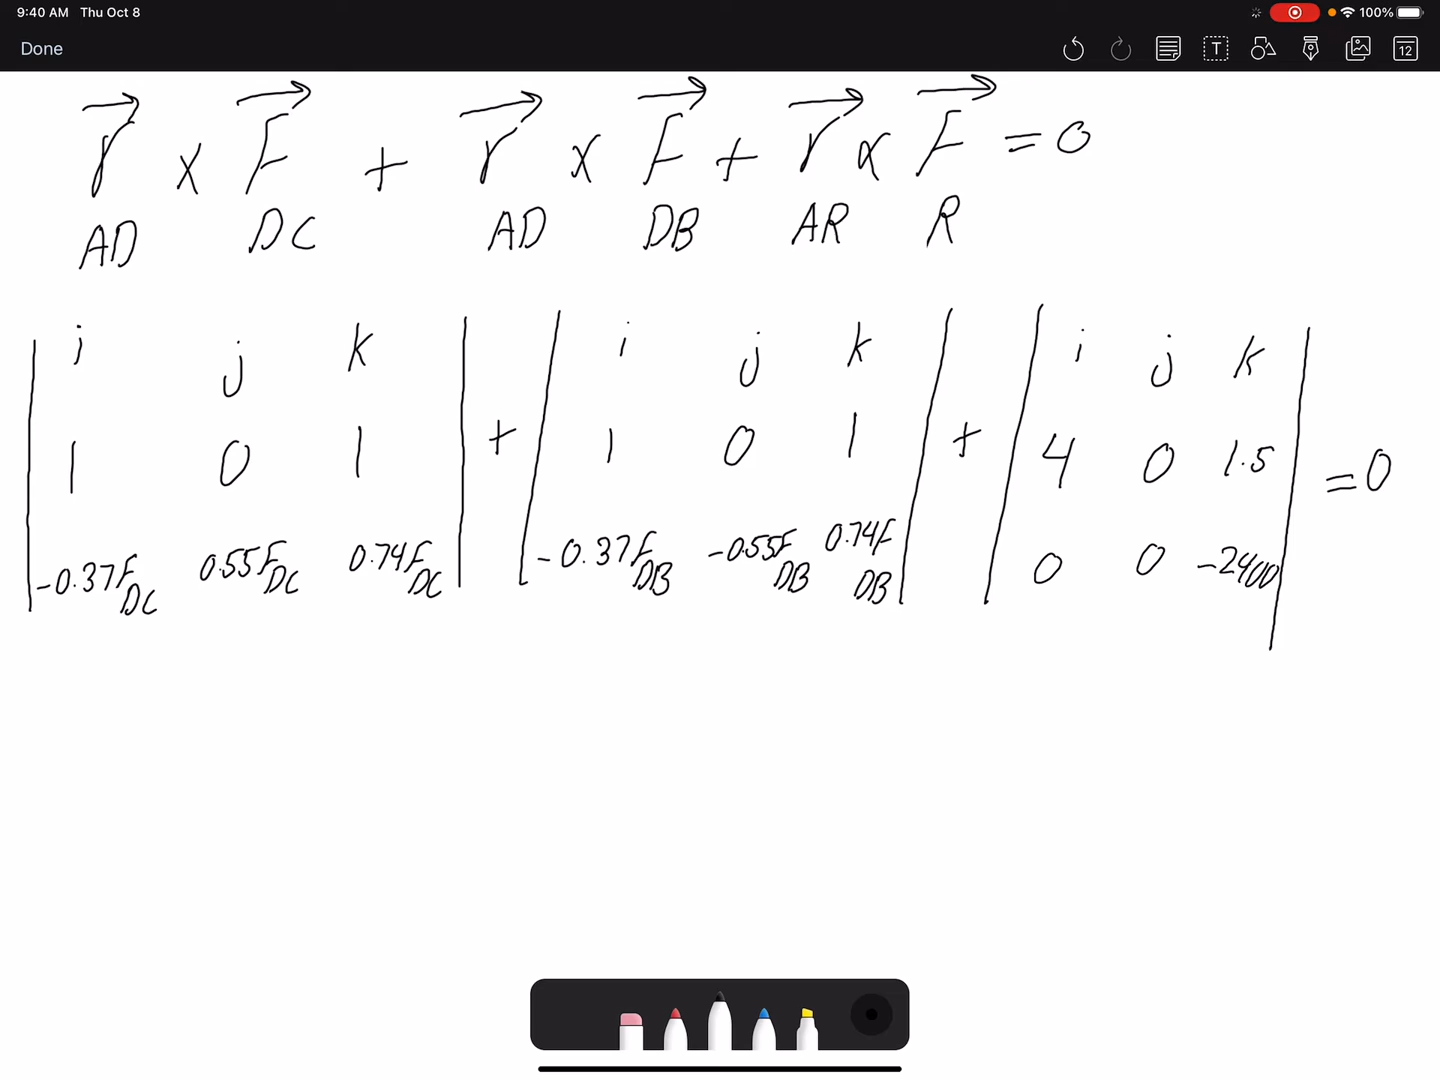 9:40 AM Thu Oct 8 100%
Done T 12
r x F + r x F + r x F = 0
AD DC AD DB AR R
i j k i j k i j k
1 0 1 + 1 0 1 + 4 0 1.5 = 0
-0.37F DC 0.55F DC 0.74F DC -0.37F DB -0.55F DB 0.74F DB 0 0 -2400